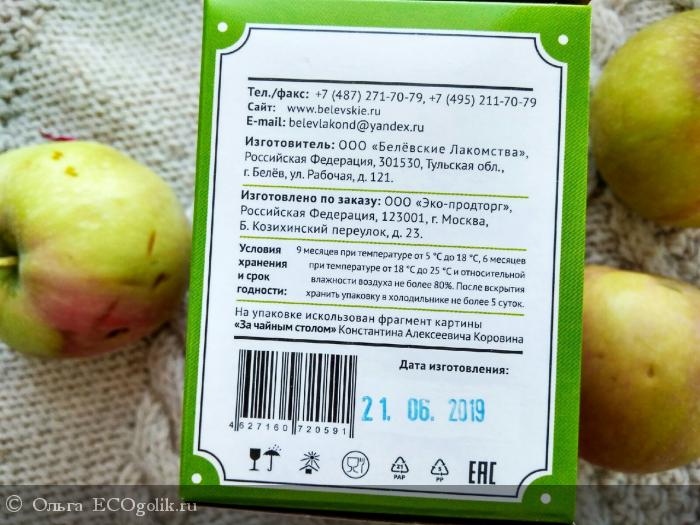 Тел./факс: +7 (487) 271-70-79, +7 (495) 211-70-79
Сайт: www.belevskie.ru
E-mail: belevlakond@yandex.ru
Изготовитель: ООО «Белёвские Лакомства»,
Российская Федерация, 301530, Тульская обл.,
г. Белёв, ул. Рабочая, д. 121.
Изготовлено по заказу: ООО «Эко-продторг»,
Российская Федерация, 123001, г. Москва,
Б. Козихинский переулок, д. 23.
Условия хранения и срок годности:
9 месяцев при температуре от 5 °С до 18 °С, 6 месяцев
при температуре от 18 °С до 25 °С и относительной
влажности воздуха не более 80%. После вскрытия
хранить упаковку в холодильнике не более 5 суток.
На упаковке использован фрагмент картины
«За чайным столом» Константина Алексеевича Коровина
Дата изготовления:
21. 06. 2019
4 627160 720591
21
PAP
5
PP
EAC
© Ольга ECOgolik.ru